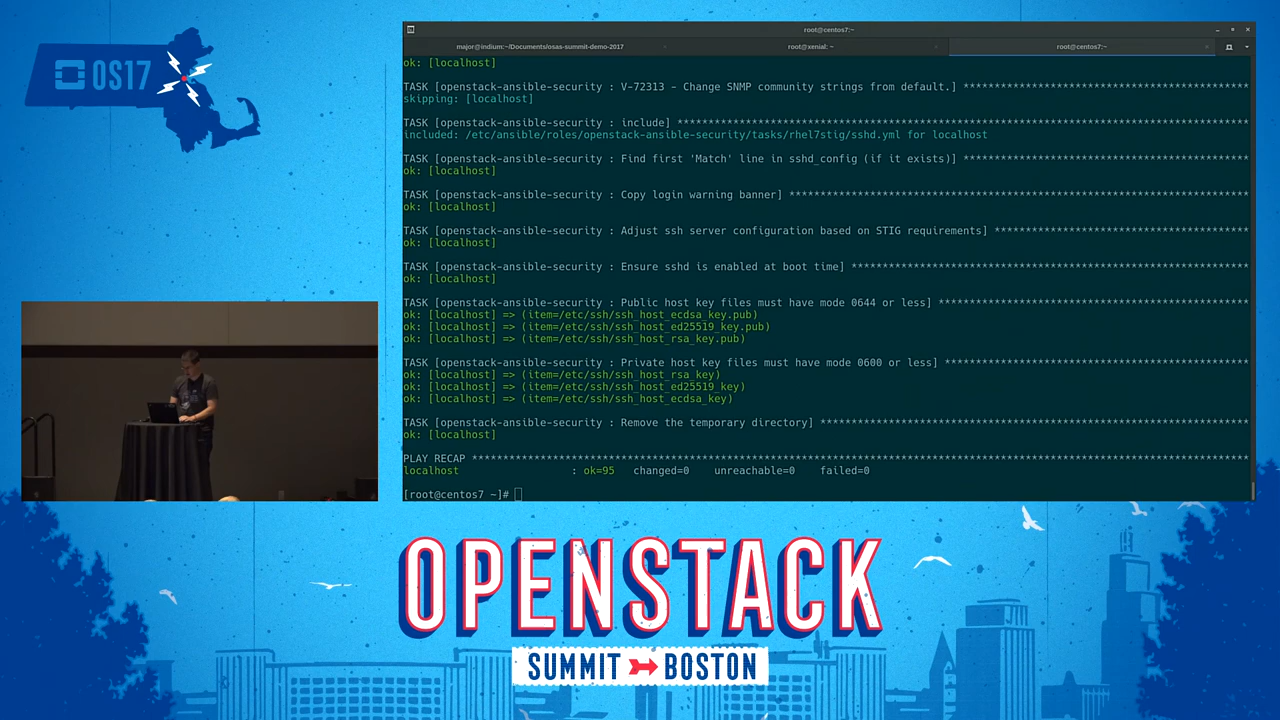 OS17
root@centos7:~
major@indium:~/Documents/osas-summit-demo-2017
root@xenial: ~
root@centos7:~
ok: [localhost]
TASK [openstack-ansible-security : V-72313 - Change SNMP community strings from default.] **********************************************
skipping: [localhost]
TASK [openstack-ansible-security : include] ********************************************************************************************
included: /etc/ansible/roles/openstack-ansible-security/tasks/rhel7stig/sshd.yml for localhost
TASK [openstack-ansible-security : Find first 'Match' line in sshd_config (if it exists)] **********************************************
ok: [localhost]
TASK [openstack-ansible-security : Copy login warning banner] **************************************************************************
ok: [localhost]
TASK [openstack-ansible-security : Adjust ssh server configuration based on STIG requirements] *****************************************
ok: [localhost]
TASK [openstack-ansible-security : Ensure sshd is enabled at boot time] ****************************************************************
ok: [localhost]
TASK [openstack-ansible-security : Public host key files must have mode 0644 or less] **************************************************
ok: [localhost] => (item=/etc/ssh/ssh_host_ecdsa_key.pub)
ok: [localhost] => (item=/etc/ssh/ssh_host_ed25519_key.pub)
ok: [localhost] => (item=/etc/ssh/ssh_host_rsa_key.pub)
TASK [openstack-ansible-security : Private host key files must have mode 0600 or less] *************************************************
ok: [localhost] => (item=/etc/ssh/ssh_host_rsa_key)
ok: [localhost] => (item=/etc/ssh/ssh_host_ed25519_key)
ok: [localhost] => (item=/etc/ssh/ssh_host_ecdsa_key)
TASK [openstack-ansible-security : Remove the temporary directory] *********************************************************************
ok: [localhost]
PLAY RECAP *****************************************************************************************************************************
localhost : ok=95 changed=0 unreachable=0 failed=0
[root@centos7 ~]#
OPENSTACK
SUMMIT BOSTON